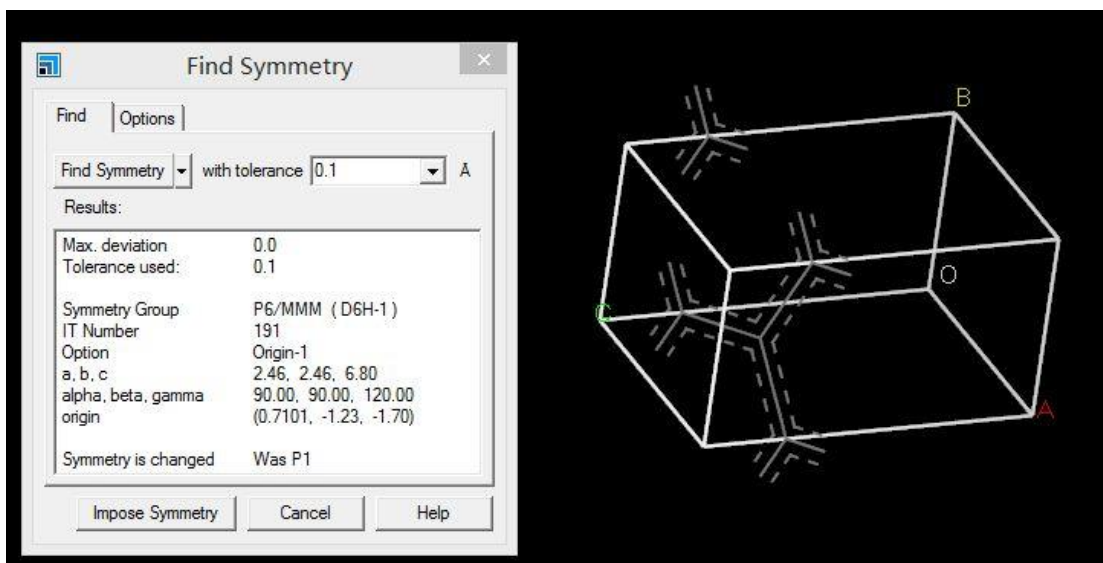 Find Symmetry
Find Options
Find Symmetry with tolerance 0.1 Å
Results:
Max. deviation 0.0
Tolerance used: 0.1
Symmetry Group P6/MMM ( D6H-1 )
IT Number 191
Option Origin-1
a, b, c 2.46, 2.46, 6.80
alpha, beta, gamma 90.00, 90.00, 120.00
origin (0.7101, -1.23, -1.70)
Symmetry is changed Was P1
Impose Symmetry Cancel Help
B
O
C
A